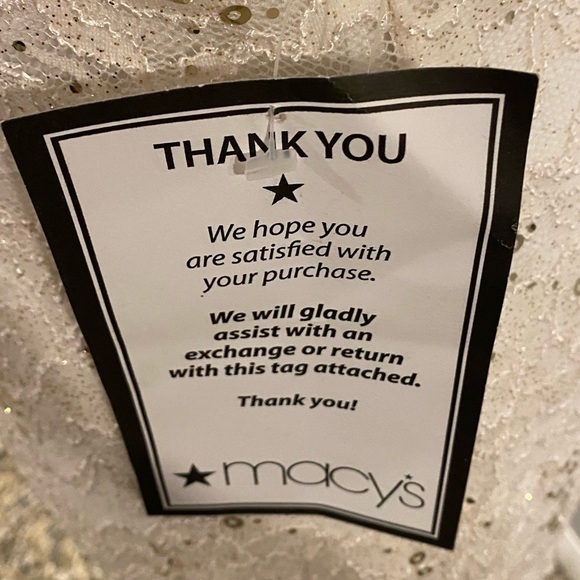 THANK YOU
We hope you
are satisfied with
your purchase.
We will gladly
assist with an
exchange or return
with this tag attached.
Thank you!
macy's